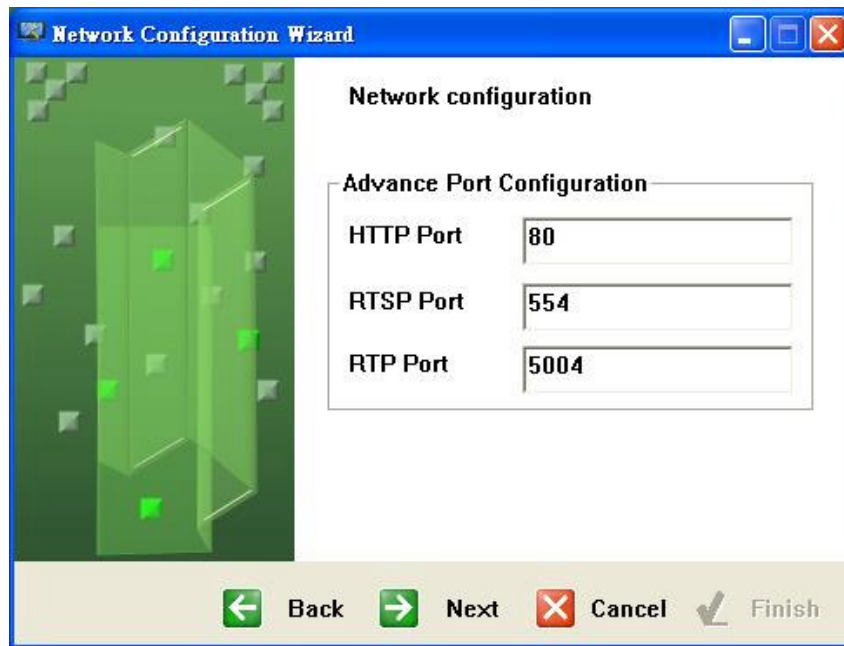 Network Configuration Wizard
Network configuration
Advance Port Configuration
HTTP Port 80
RTSP Port 554
RTP Port 5004
Back Next Cancel Finish